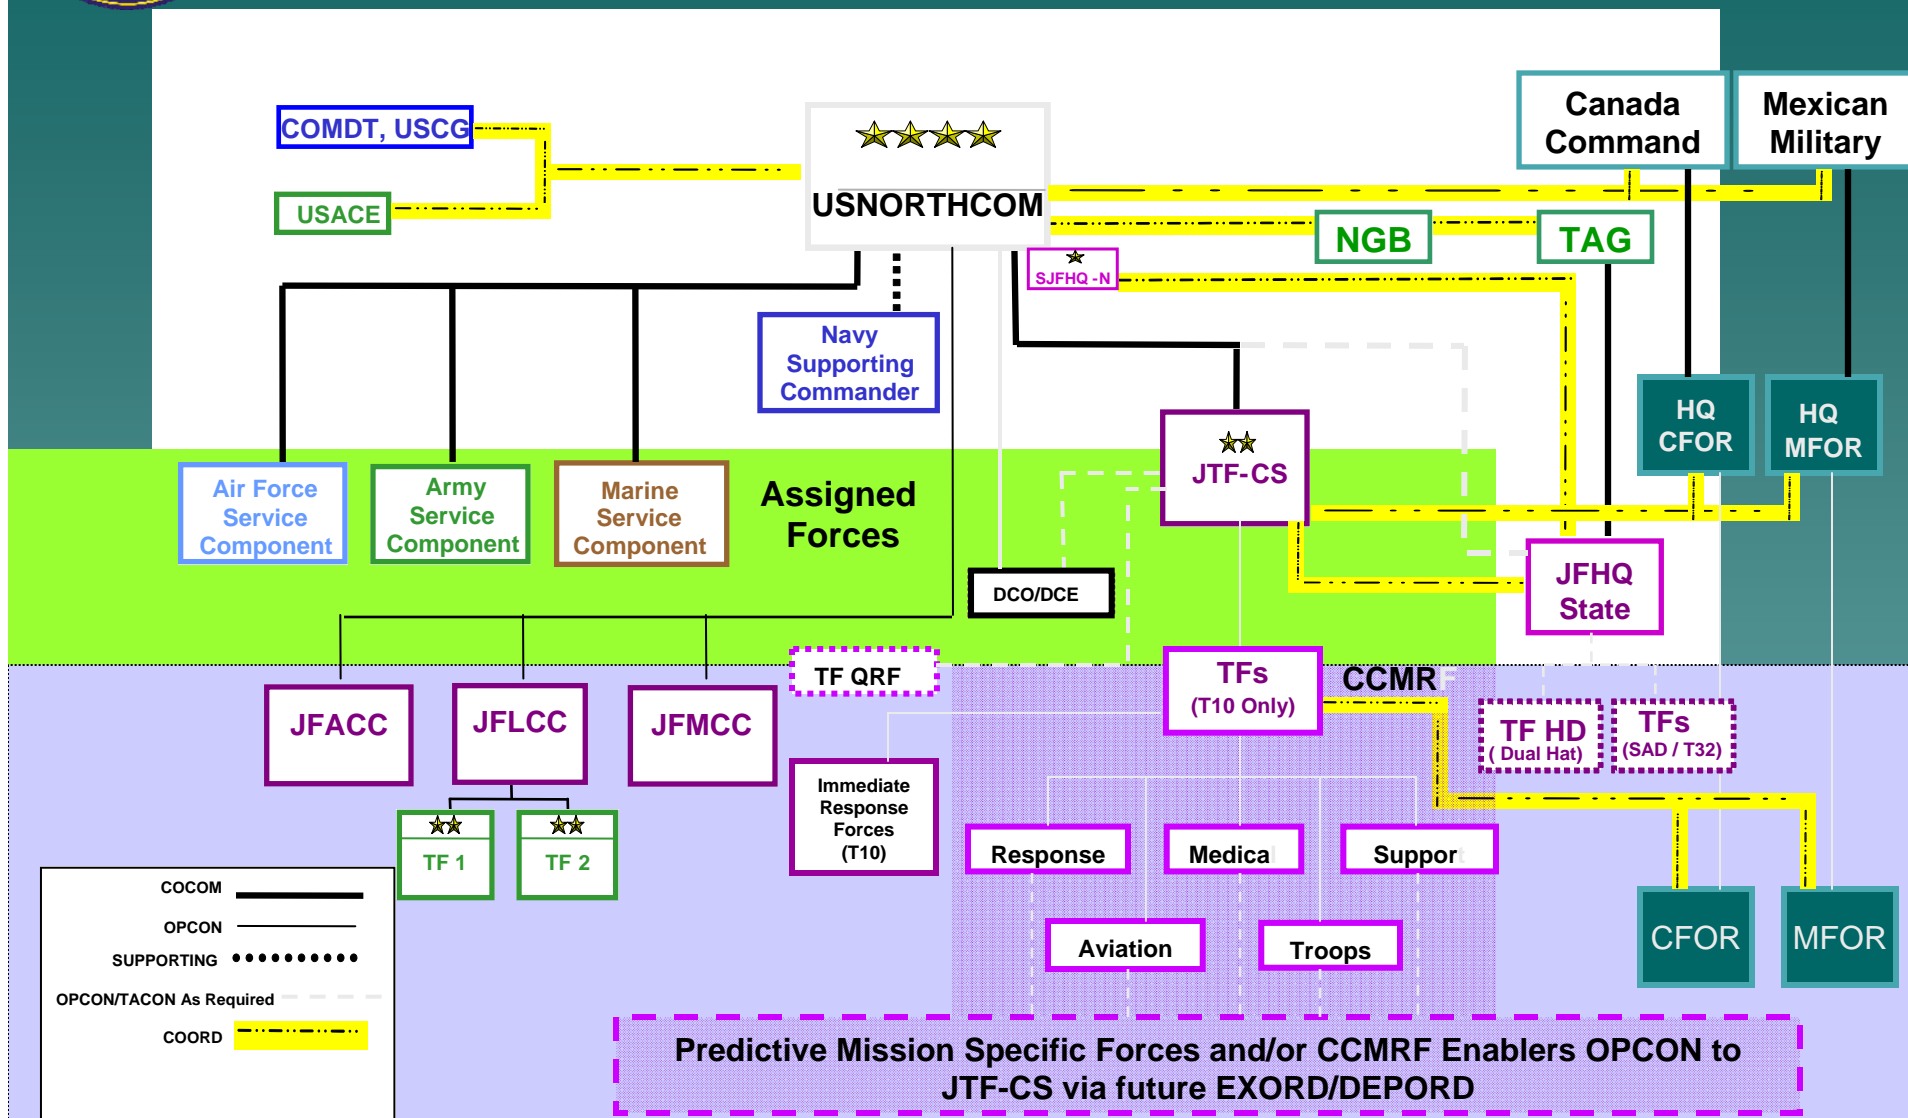 Canada
Command
Mexican
Military
COMDT, USCG
USACE
USNORTHCOM
NGB
TAG
SJFHQ -N
Navy
Supporting
Commander
HQ
CFOR
HQ
MFOR
JTF-CS
Air Force
Service
Component
Army
Service
Component
Marine
Service
Component
Assigned
Forces
DCO/DCE
JFHQ
State
TF QRF
TFs
(T10 Only)
CCMRF
JFACC
JFLCC
JFMCC
TF HD
( Dual Hat)
TFs
(SAD / T32)
Immediate
Response
Forces
(T10)
TF 1
TF 2
Response
Medical
Support
Aviation
Troops
CFOR
MFOR
COCOM
OPCON
SUPPORTING
OPCON/TACON As Required
COORD
Predictive Mission Specific Forces and/or CCMRF Enablers OPCON to
JTF-CS via future EXORD/DEPORD